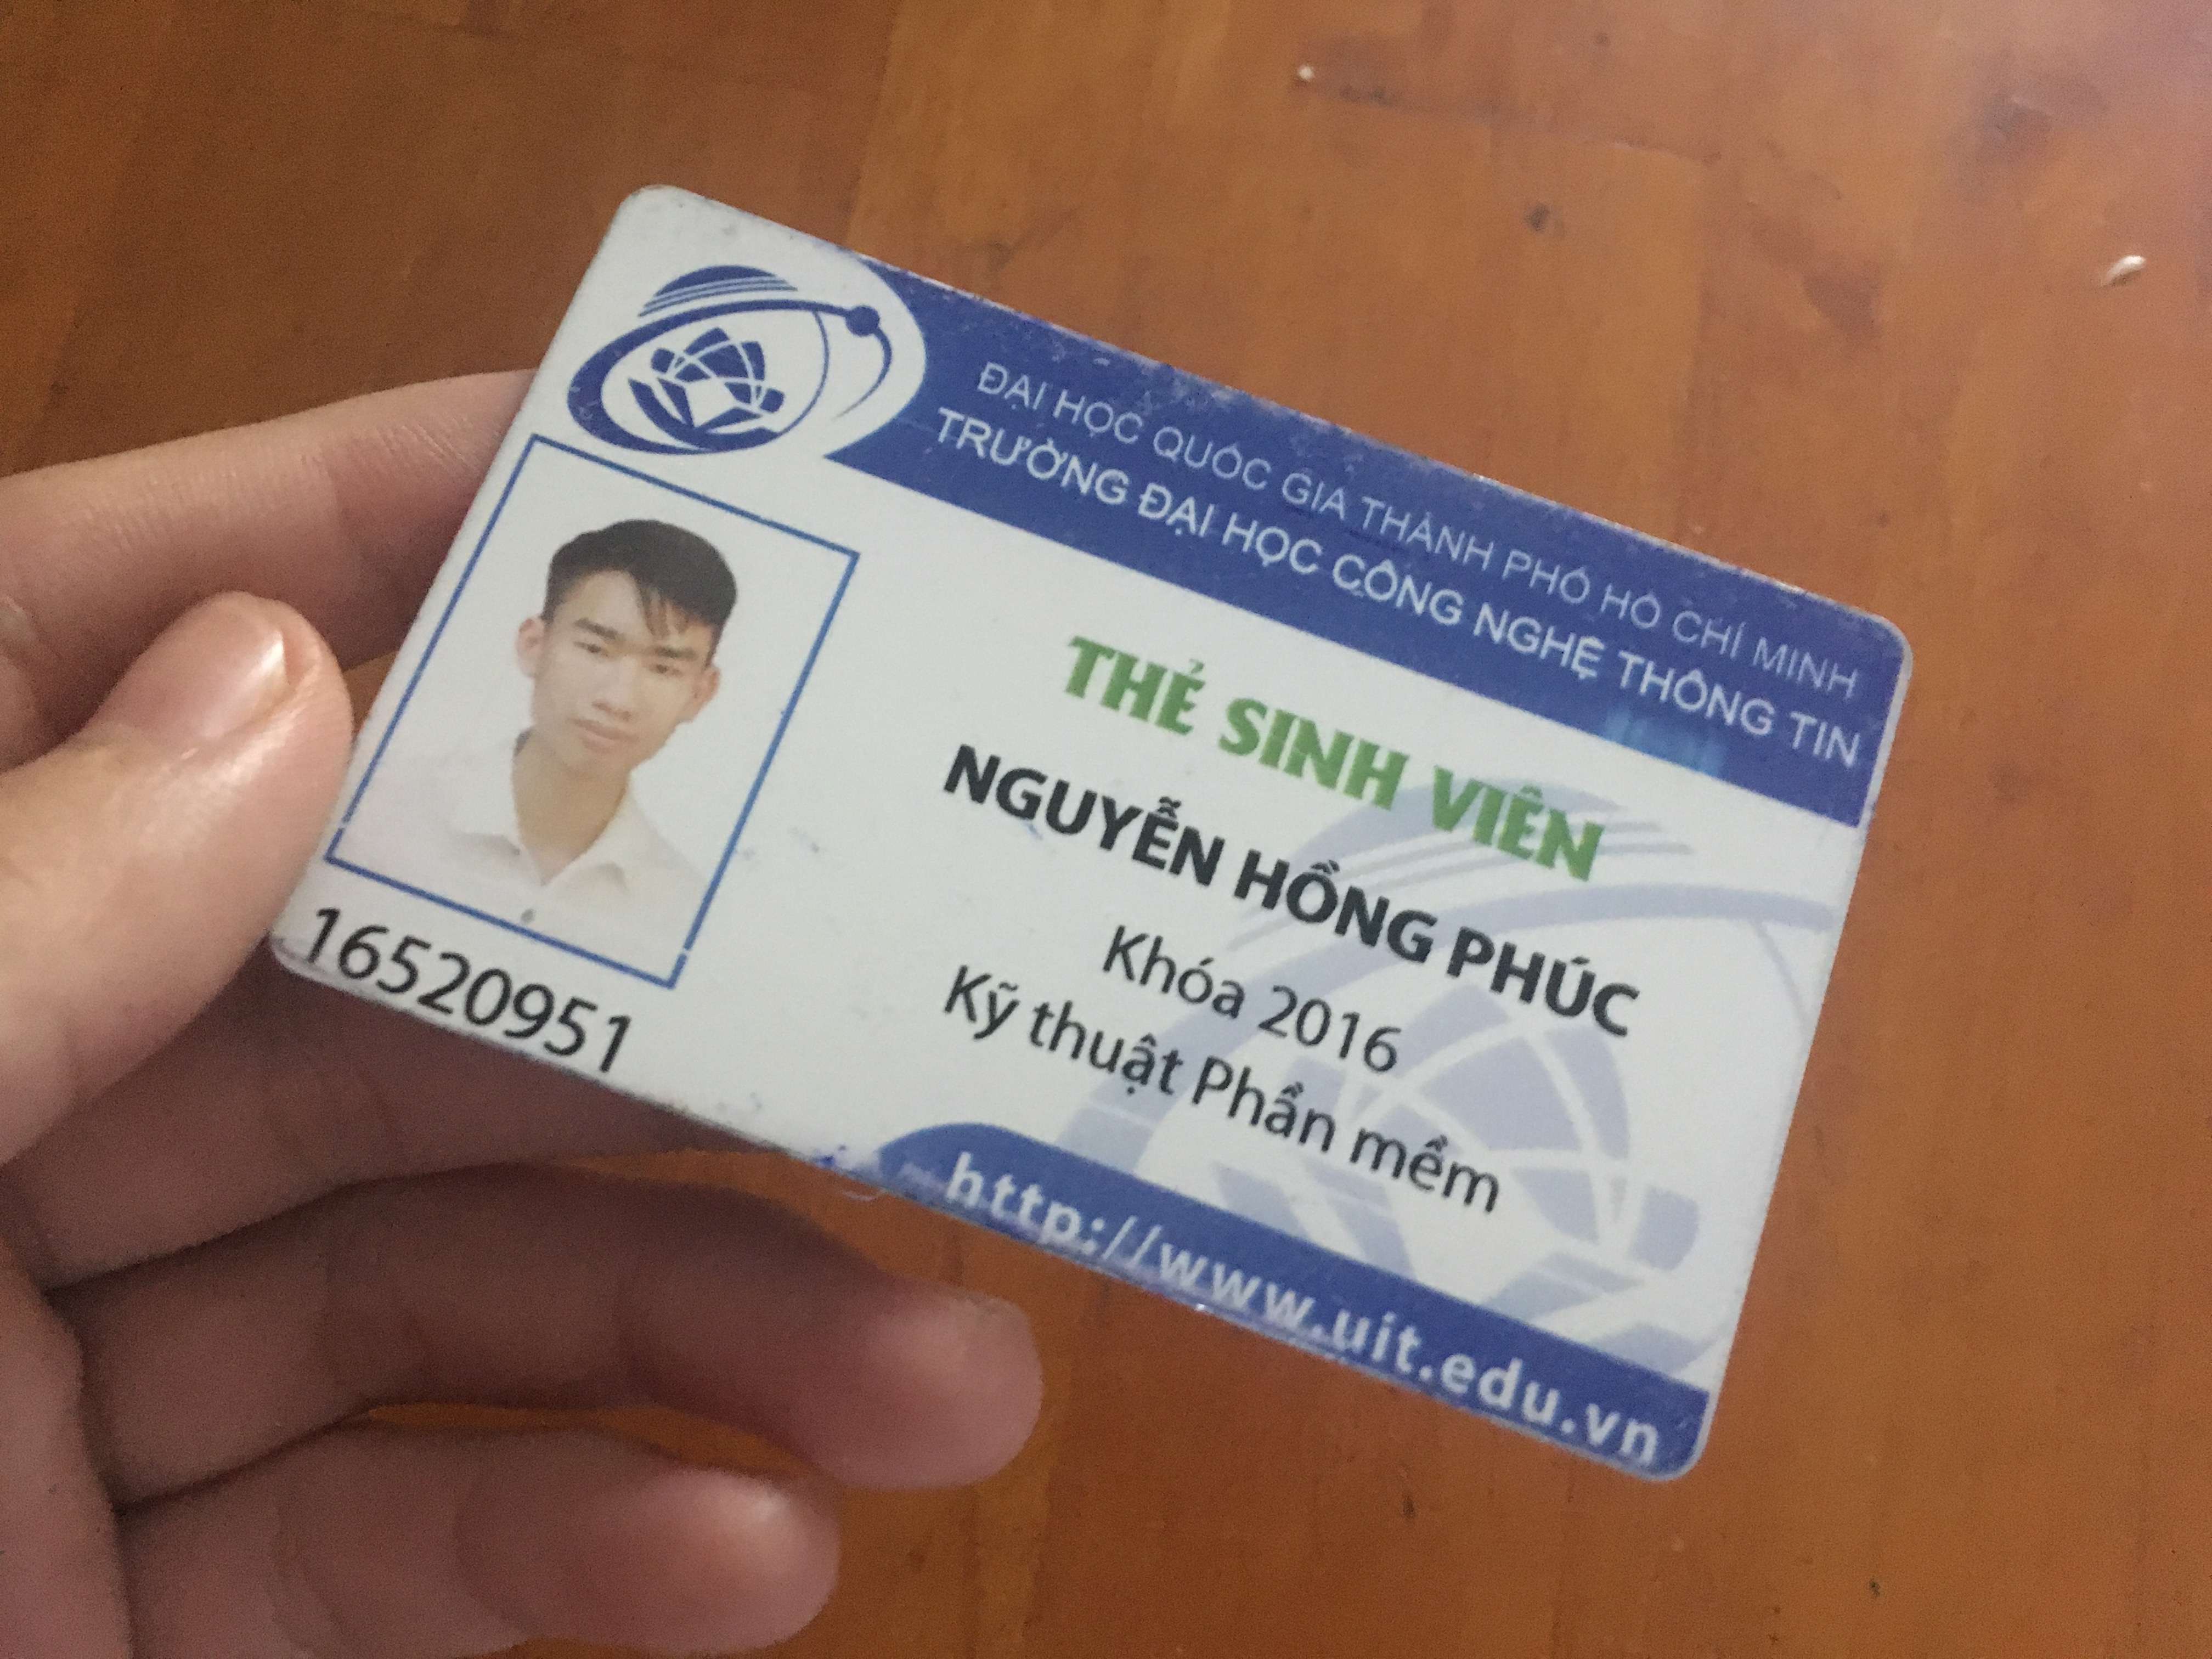 ĐẠI HỌC QUỐC GIA THÀNH PHỐ HỒ CHÍ MINH
TRƯỜNG ĐẠI HỌC CÔNG NGHỆ THÔNG TIN
THẺ SINH VIÊN
NGUYỄN HỒNG PHÚC
Khóa 2016
Kỹ thuật Phần mềm
16520951
http://www.uit.edu.vn